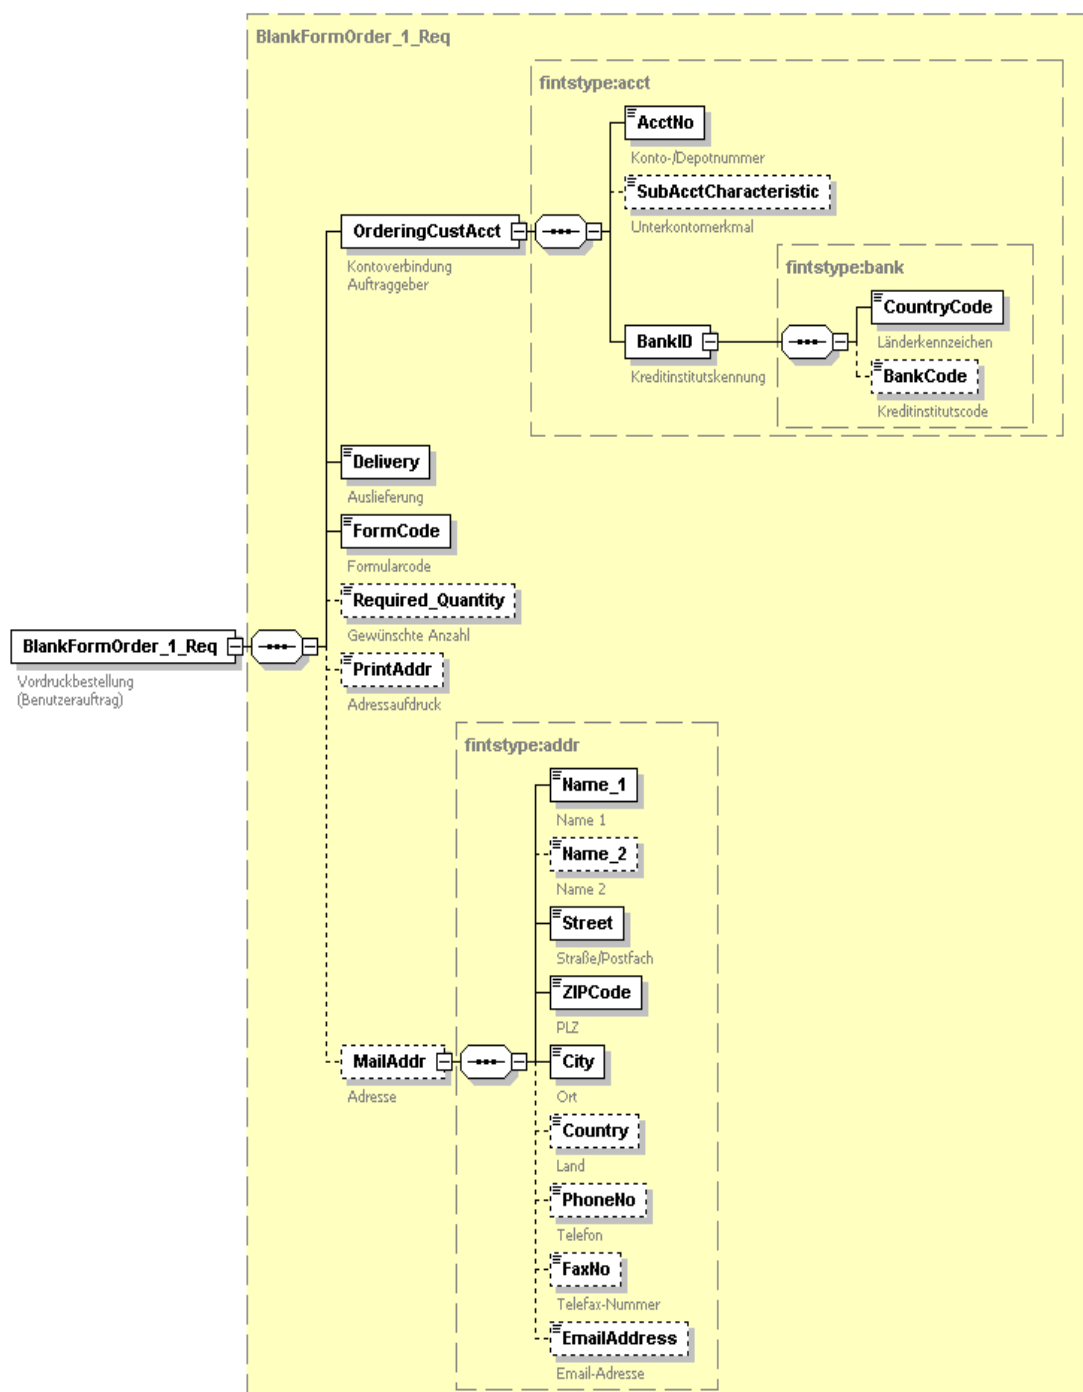 BlankFormOrder_1_Req
fintstype:acct
AcctNo
Konto-/Depotnummer
SubAcctCharacteristic
Unterkontomerkmal
OrderingCustAcct
Kontoverbindung
Auftraggeber
fintstype:bank
CountryCode
Länderkennzeichen
BankID
Kreditinstitutskennung
BankCode
Kreditinstitutscode
Delivery
Auslieferung
FormCode
Formularcode
Required_Quantity
Gewünschte Anzahl
BlankFormOrder_1_Req
Vordruckbestellung
(Benutzerauftrag)
PrintAddr
Adressaufdruck
fintstype:addr
Name_1
Name 1
Name_2
Name 2
Street
Straße/Postfach
ZIPCode
PLZ
MailAddr
Adresse
City
Ort
Country
Land
PhoneNo
Telefon
FaxNo
Telefax-Nummer
EmailAddress
Email-Adresse